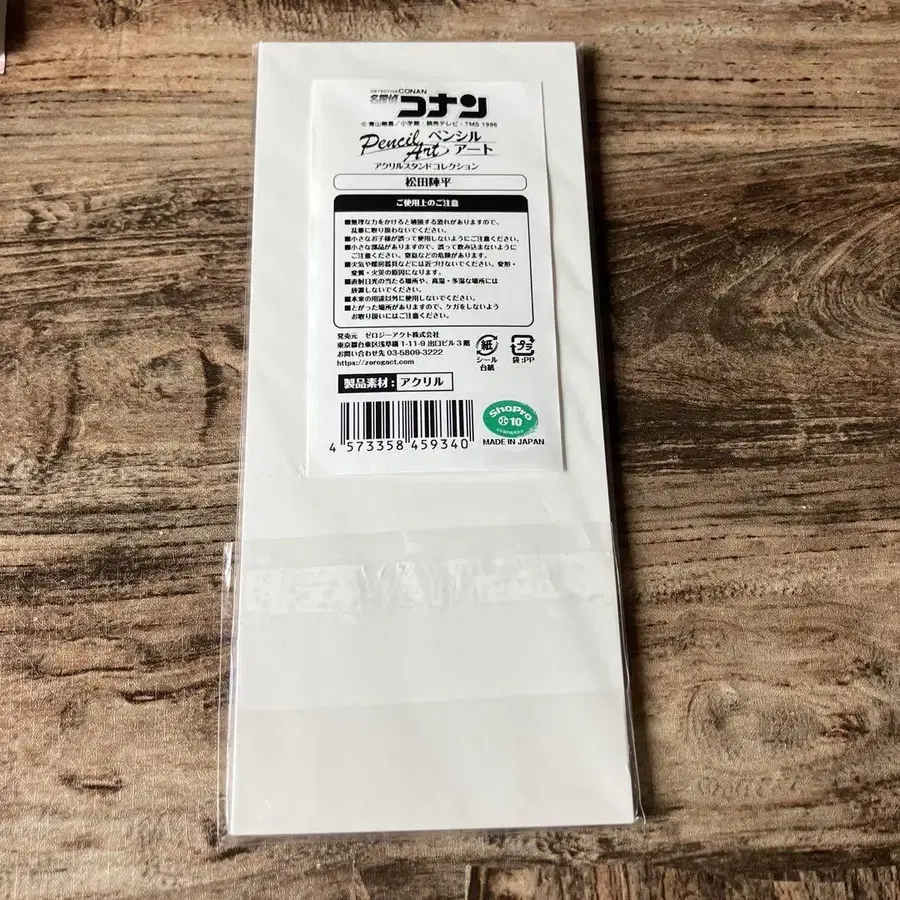 DETECTIVE CONAN
名探偵コナン
© 青山剛昌/小学館・読売テレビ・TMS 1996
Pencil Art ペンシルアート
アクリルスタンドコレクション
松田陣平
ご使用上のご注意
■無理な力をかけると破損する恐れがありますので、
乱暴に取り扱わないでください。
■小さなお子様が誤って使用しないようにご注意ください。
■小さな部品がありますので、誤って飲み込まないように
ご注意ください。窒息などの危険があります。
■火気や暖房器具などには近づけないでください。変形・
変質・火災の原因になります。
■直射日光の当たる場所や、高温・多湿な場所には
放置しないでください。
■本来の用途以外に使用しないでください。
■とがった場所がありますので、ケガをしないよう
お取り扱いにはご注意ください。
発売元 ゼロジーアクト株式会社
東京都台東区浅草橋 1-11-9 出口ビル3階
お問い合わせ先 03-5809-3222
https://zerogact.com
紙
シール
台紙
プラ
袋:PP
製品素材:アクリル
4 573358 459340
ShoPro
10
MADE IN JAPAN